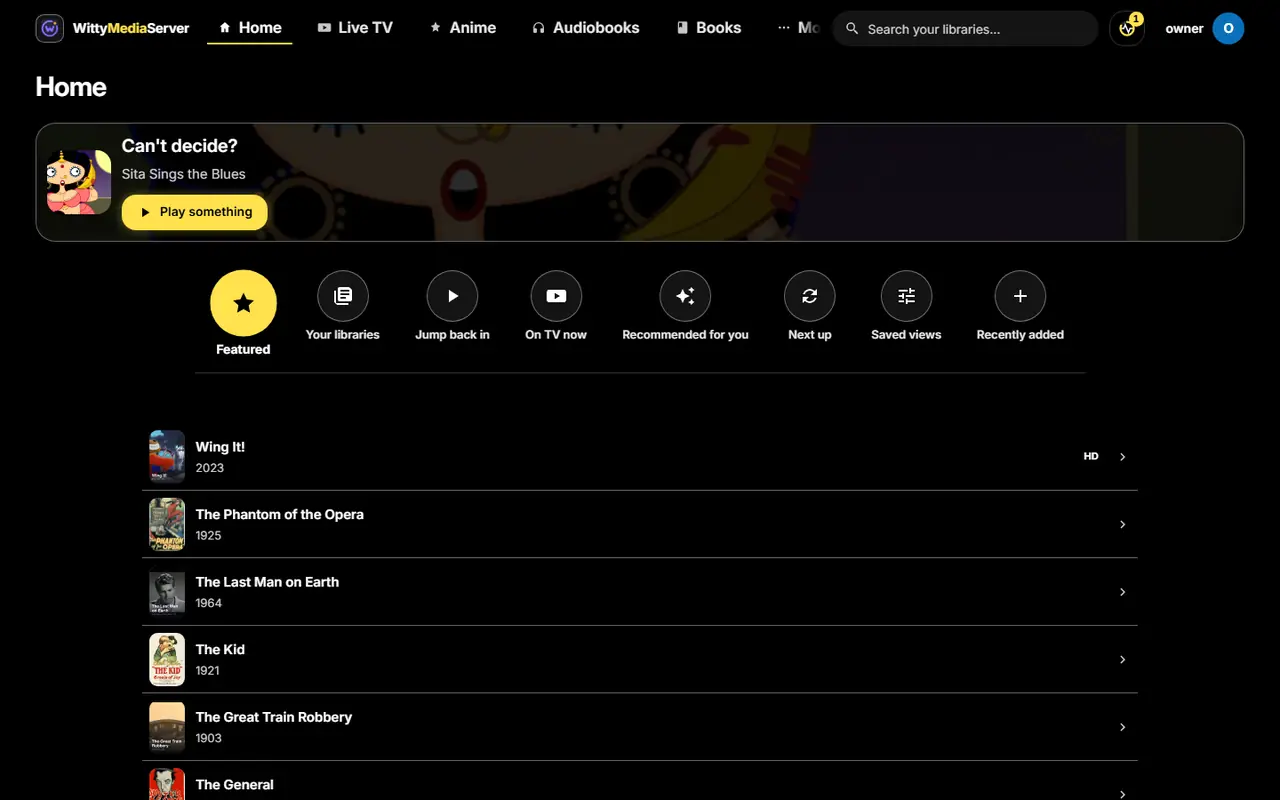 WittyMediaServer
Home
Live TV
Anime
Audiobooks
Books
Mo
Search your libraries...
1
owner
O
Home
Can't decide?
Sita Sings the Blues
Play something
Featured
Your libraries
Jump back in
On TV now
Recommended for you
Next up
Saved views
Recently added
Wing It!
2023
HD
The Phantom of the Opera
1925
The Last Man on Earth
1964
The Kid
1921
The Great Train Robbery
1903
The General